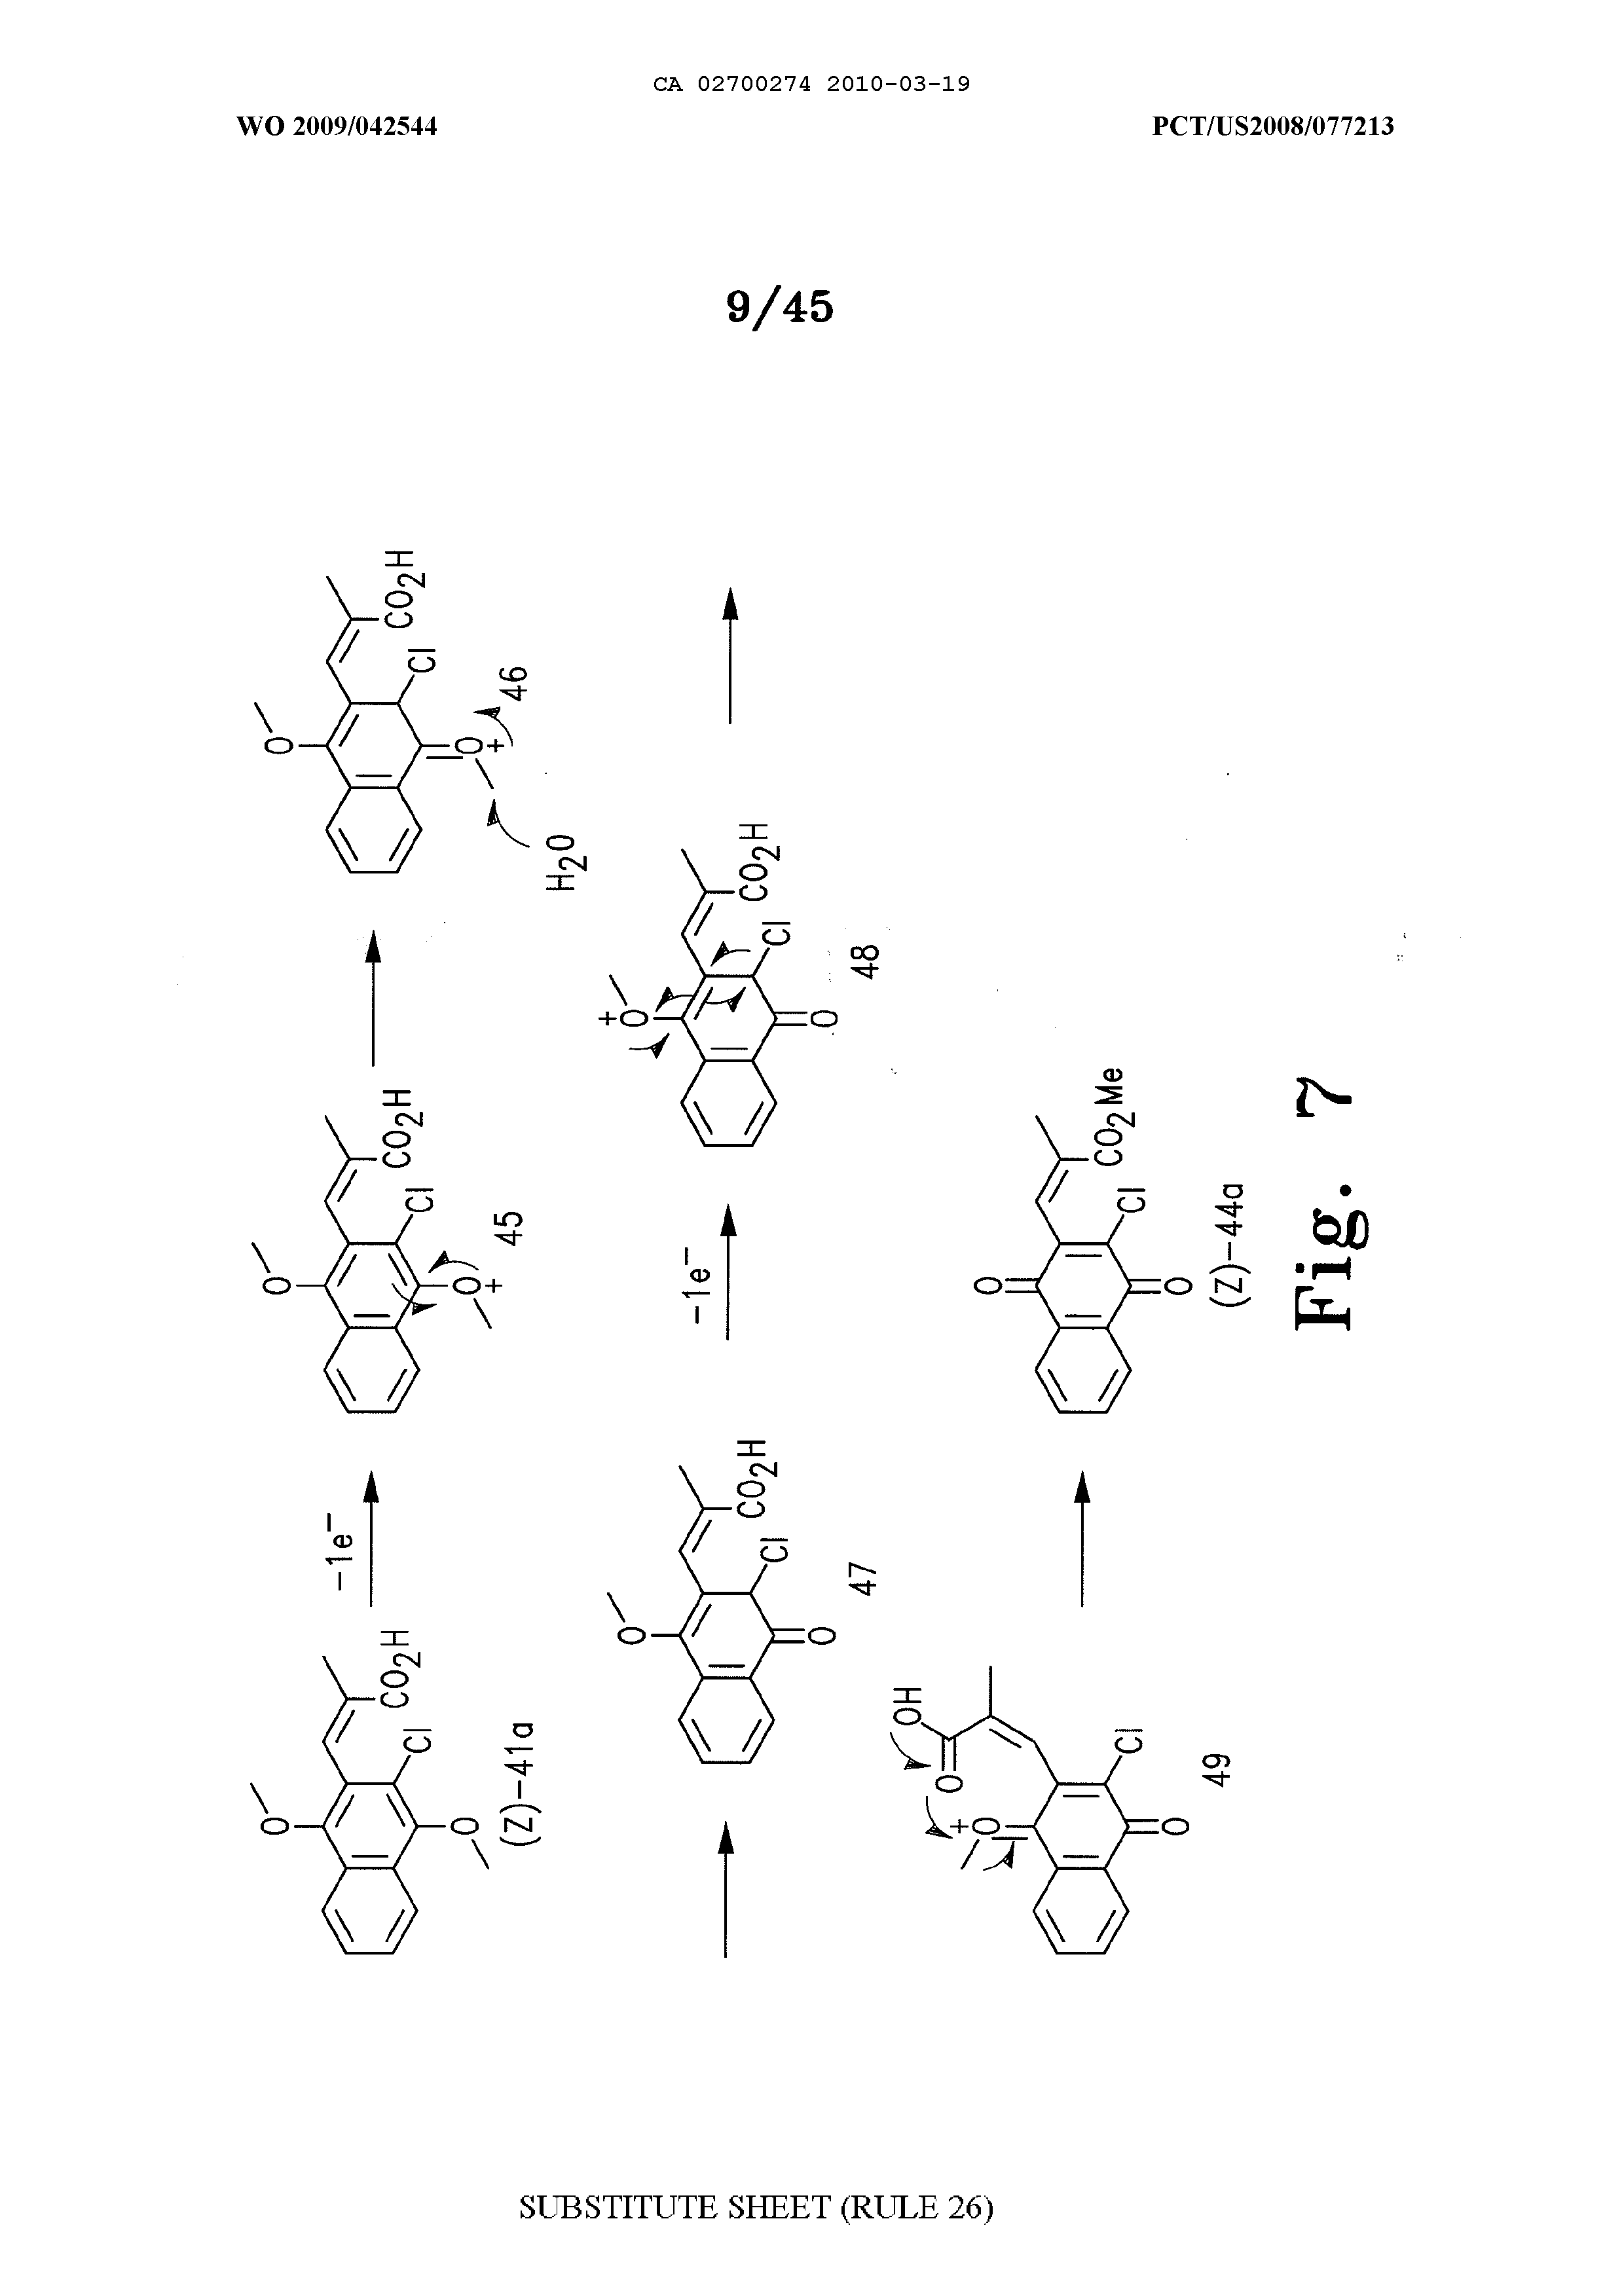 CA 02700274 2010-03-19
WO 2009/042544 PCT/US2008/077213
9/45
O
CO2H
Cl
O
(Z)-41a
-1e-
O
CO2H
Cl
O+
45
O
CO2H
Cl
O+
46
H2O
O
CO2H
Cl
O
47
-1e-
+O
CO2H
Cl
O
48
OH
O
+O
Cl
O
49
O
CO2Me
Cl
O
(Z)-44a
Fig. 7
SUBSTITUTE SHEET (RULE 26)